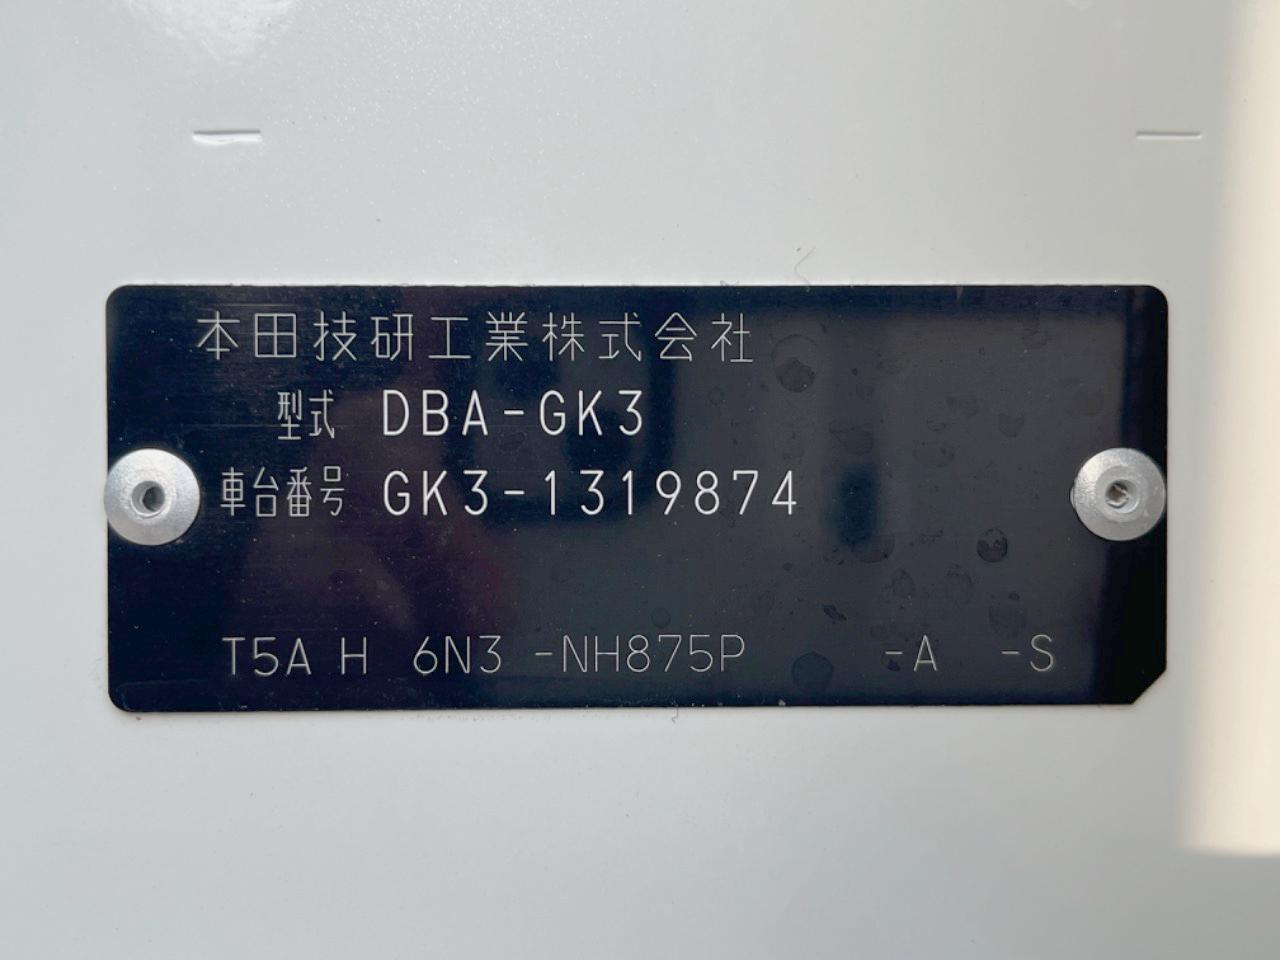 本田技研工業株式会社
型式 DBA-GK3
車台番号 GK3-1319874
T5A H 6N3 -NH875P -A -S